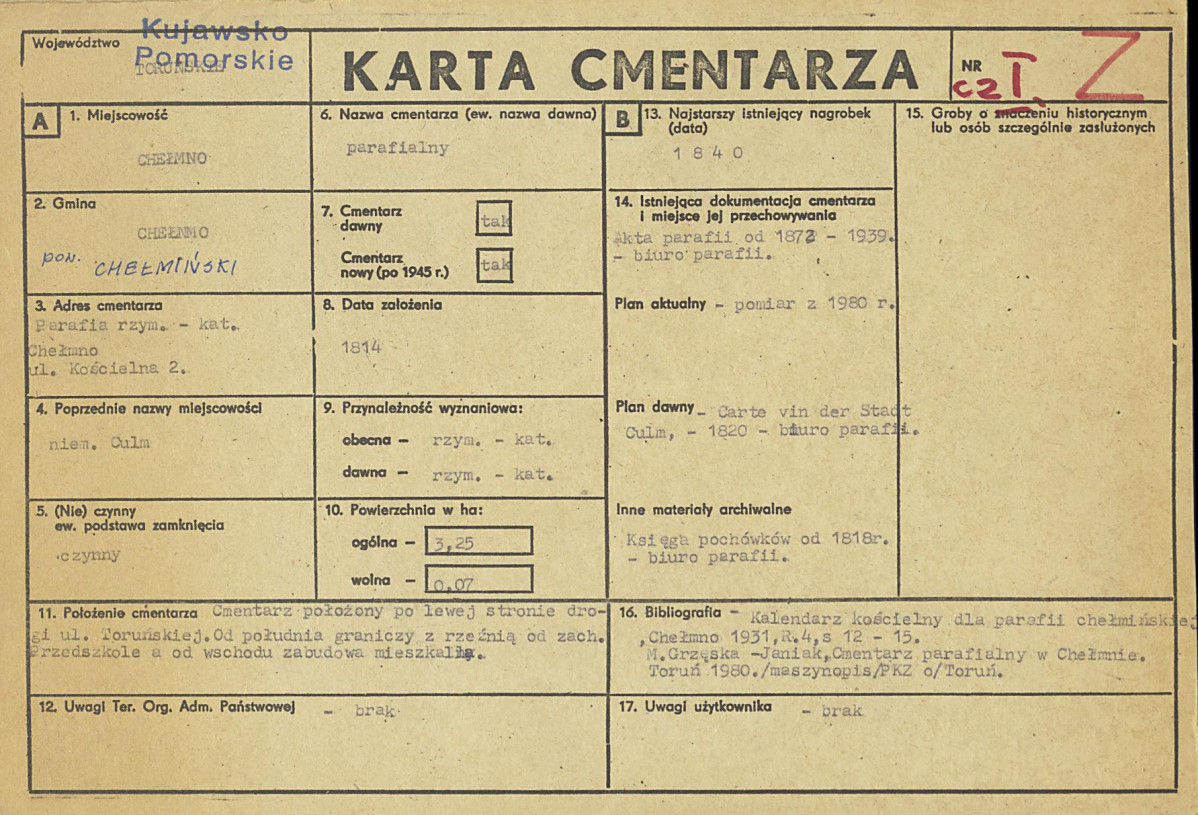 Województwo
Kujawsko
Pomorskie
TORUŃSKIE
KARTA CMENTARZA
NR
cz I. Z
A
1. Miejscowość
CHEŁMNO
2. Gmina
CHEŁNMO
pow. CHEŁMIŃSKI
3. Adres cmentarza
Parafia rzym. - kat.
Chełmno
ul. Kościelna 2.
4. Poprzednie nazwy miejscowości
niem. Culm
5. (Nie) czynny
ew. podstawa zamknięcia
czynny
6. Nazwa cmentarza (ew. nazwa dawna)
parafialny
7. Cmentarz
dawny
tak
Cmentarz
nowy (po 1945 r.)
tak
8. Data założenia
1814
9. Przynależność wyznaniowa:
obecna — rzym. - kat.
dawna — rzym. - kat.
10. Powierzchnia w ha:
ogólna — 3,25
wolna — 0,07
11. Położenie cmentarza Cmentarz położony po lewej stronie dro-
gi ul. Toruńskiej.Od południa graniczy z rzeźnią od zach.
Przedszkole a od wschodu zabudowa mieszkalna.
12. Uwagi Ter. Org. Adm. Państwowej - brak
B
13. Najstarszy istniejący nagrobek
(data)
1 8 4 0
14. Istniejąca dokumentacja cmentarza
i miejsce jej przechowywania
Akta parafii od 1872 - 1939.
- biuro parafii.
Plan aktualny - pomiar z 1980 r.
Plan dawny - Carte vin der Stadt
Culm, - 1820 - biuro parafii.
Inne materiały archiwalne
Księga pochówków od 1818r.
- biuro parafii.
15. Groby o znaczeniu historycznym
lub osób szczególnie zasłużonych
16. Bibliografia - Kalendarz kościelny dla parafii chełmińskiej
,Chełmno 1931,R.4,s 12 - 15.
M.Grzęska -Janiak,Cmentarz parafialny w Chełmnie.
Toruń 1980./maszynopis/PKZ o/Toruń.
17. Uwagi użytkownika - brak